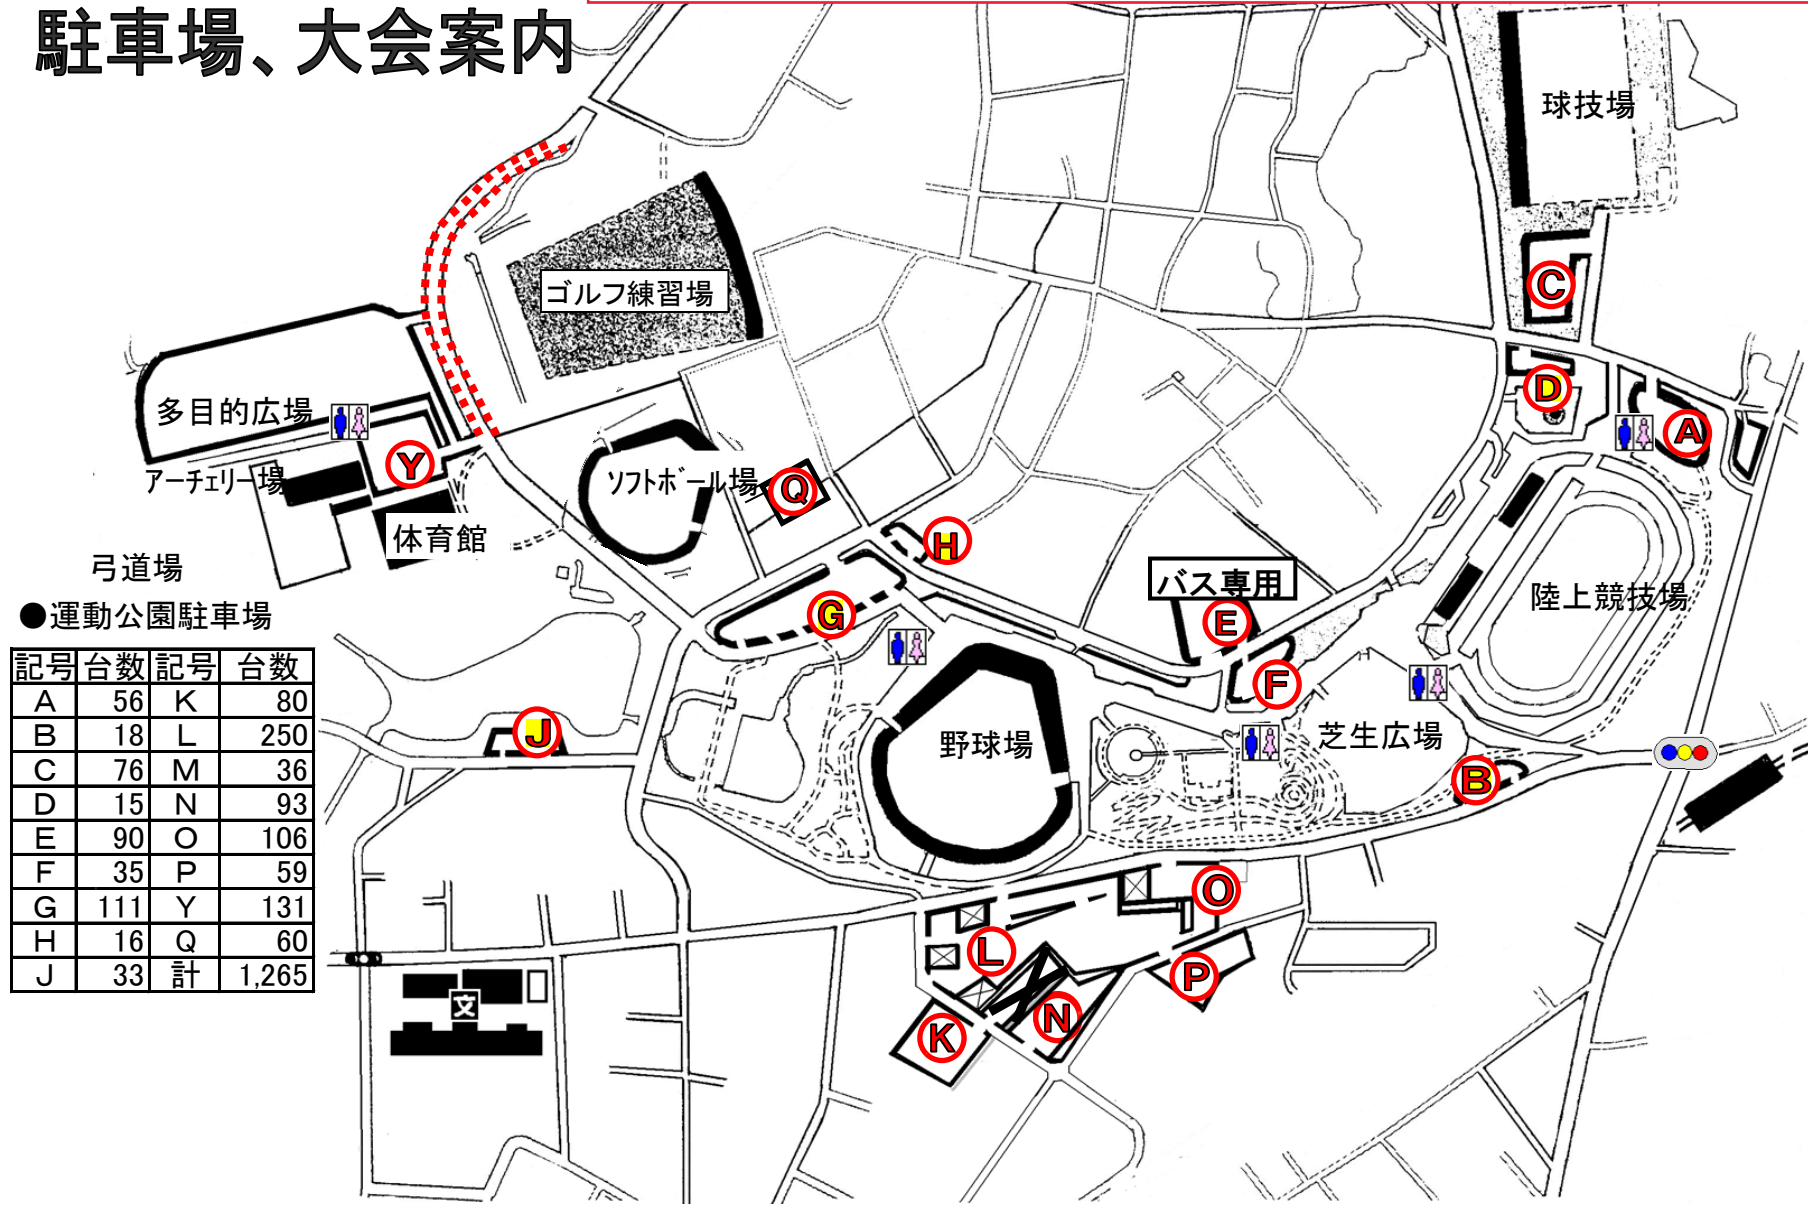 駐車場、大会案内
球技場
ゴルフ練習場
C
D
A
多目的広場
Y
アーチェリー場
ソフトボール場
Q
体育館
H
弓道場
バス専用
陸上競技場
G
E
F
J
野球場
芝生広場
B
O
L
P
N
K
文
●運動公園駐車場
記号 台数 記号 台数
A 56 K 80
B 18 L 250
C 76 M 36
D 15 N 93
E 90 O 106
F 35 P 59
G 111 Y 131
H 16 Q 60
J 33 計 1,265